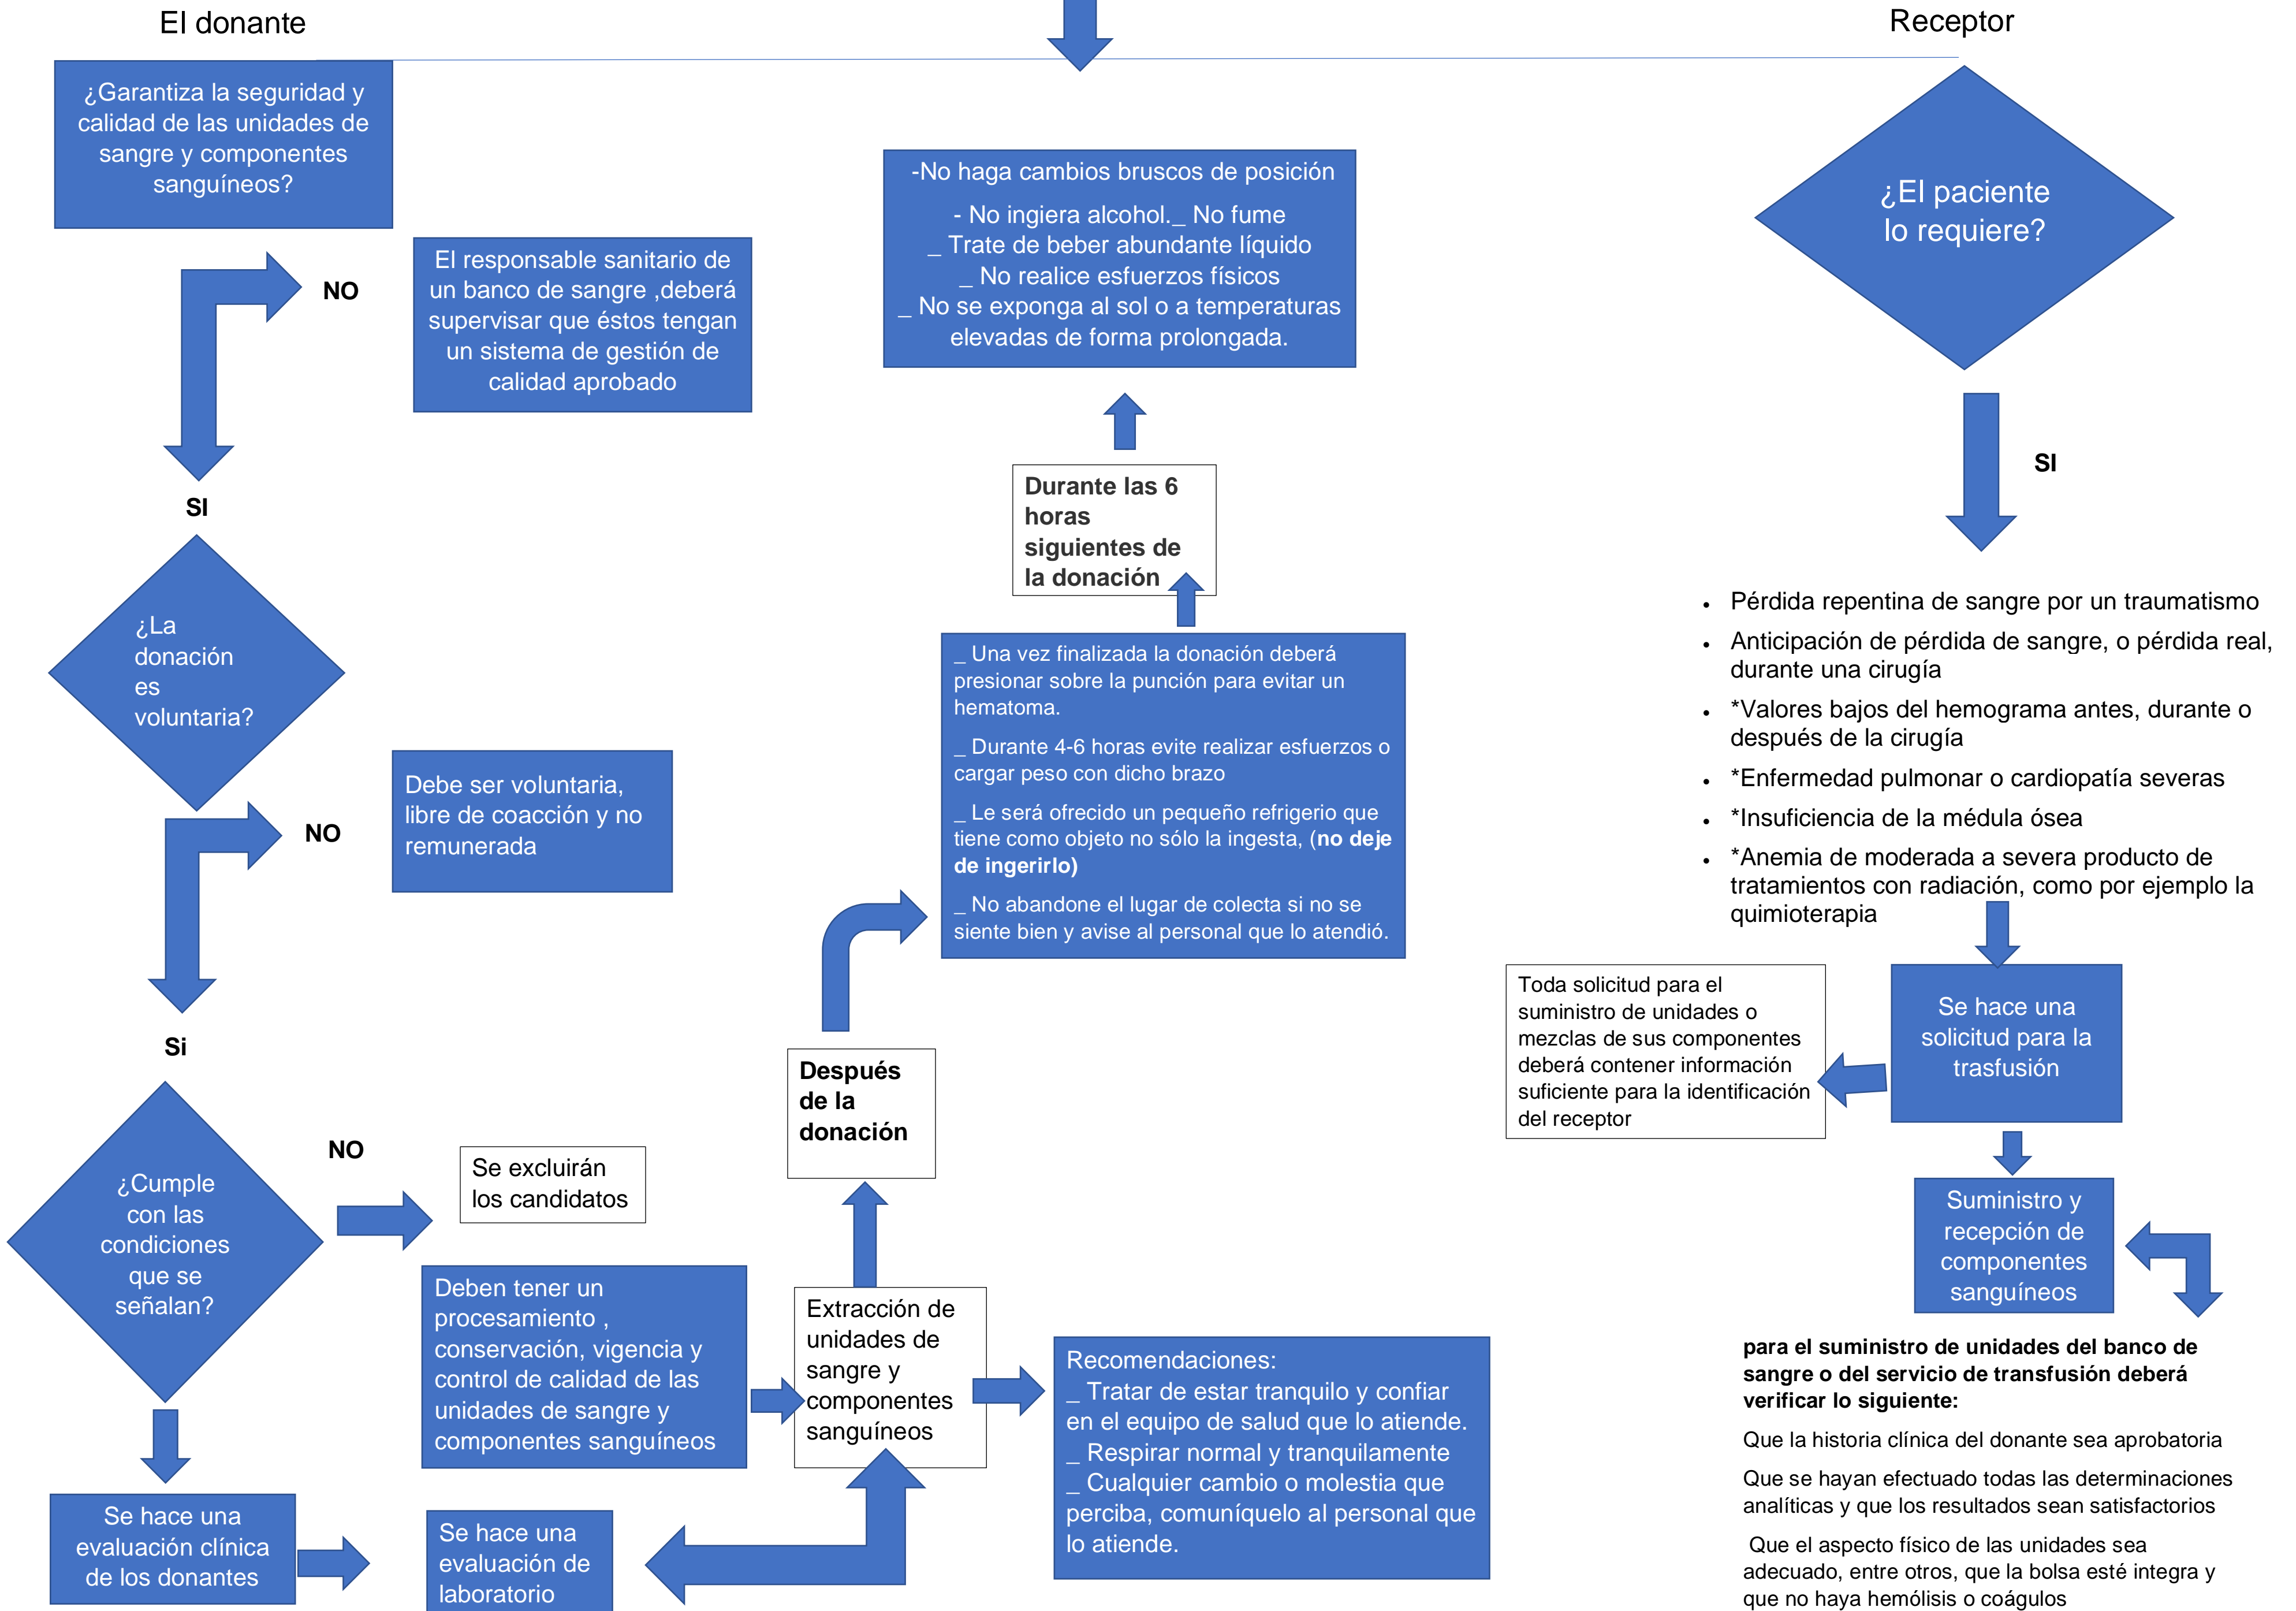 El donante
¿Garantiza la seguridad y
calidad de las unidades de
sangre y componentes
sanguíneos?
NO
El responsable sanitario de
un banco de sangre ,deberá
supervisar que éstos tengan
un sistema de gestión de
calidad aprobado
SI
¿La
donación
es
voluntaria?
NO
Debe ser voluntaria,
libre de coacción y no
remunerada
Si
¿Cumple
con las
condiciones
que se
señalan?
NO
Se excluirán
los candidatos
Se hace una
evaluación clínica
de los donantes
Se hace una
evaluación de
laboratorio
Deben tener un
procesamiento ,
conservación, vigencia y
control de calidad de las
unidades de sangre y
componentes sanguíneos
Extracción de
unidades de
sangre y
componentes
sanguíneos
Recomendaciones:
_ Tratar de estar tranquilo y confiar
en el equipo de salud que lo atiende.
_ Respirar normal y tranquilamente
_ Cualquier cambio o molestia que
perciba, comuníquelo al personal que
lo atiende.
Después
de la
donación
_ Una vez finalizada la donación deberá
presionar sobre la punción para evitar un
hematoma.
_ Durante 4-6 horas evite realizar esfuerzos o
cargar peso con dicho brazo
_ Le será ofrecido un pequeño refrigerio que
tiene como objeto no sólo la ingesta, (no deje
de ingerirlo)
_ No abandone el lugar de colecta si no se
siente bien y avise al personal que lo atendió.
Durante las 6
horas
siguientes de
la donación
-No haga cambios bruscos de posición
- No ingiera alcohol._ No fume
_ Trate de beber abundante líquido
_ No realice esfuerzos físicos
_ No se exponga al sol o a temperaturas
elevadas de forma prolongada.
Receptor
¿El paciente
lo requiere?
SI
• Pérdida repentina de sangre por un traumatismo
• Anticipación de pérdida de sangre, o pérdida real,
durante una cirugía
• *Valores bajos del hemograma antes, durante o
después de la cirugía
• *Enfermedad pulmonar o cardiopatía severas
• *Insuficiencia de la médula ósea
• *Anemia de moderada a severa producto de
tratamientos con radiación, como por ejemplo la
quimioterapia
Se hace una
solicitud para la
trasfusión
Toda solicitud para el
suministro de unidades o
mezclas de sus componentes
deberá contener información
suficiente para la identificación
del receptor
Suministro y
recepción de
componentes
sanguíneos
para el suministro de unidades del banco de
sangre o del servicio de transfusión deberá
verificar lo siguiente:
Que la historia clínica del donante sea aprobatoria
Que se hayan efectuado todas las determinaciones
analíticas y que los resultados sean satisfactorios
Que el aspecto físico de las unidades sea
adecuado, entre otros, que la bolsa esté integra y
que no haya hemólisis o coágulos